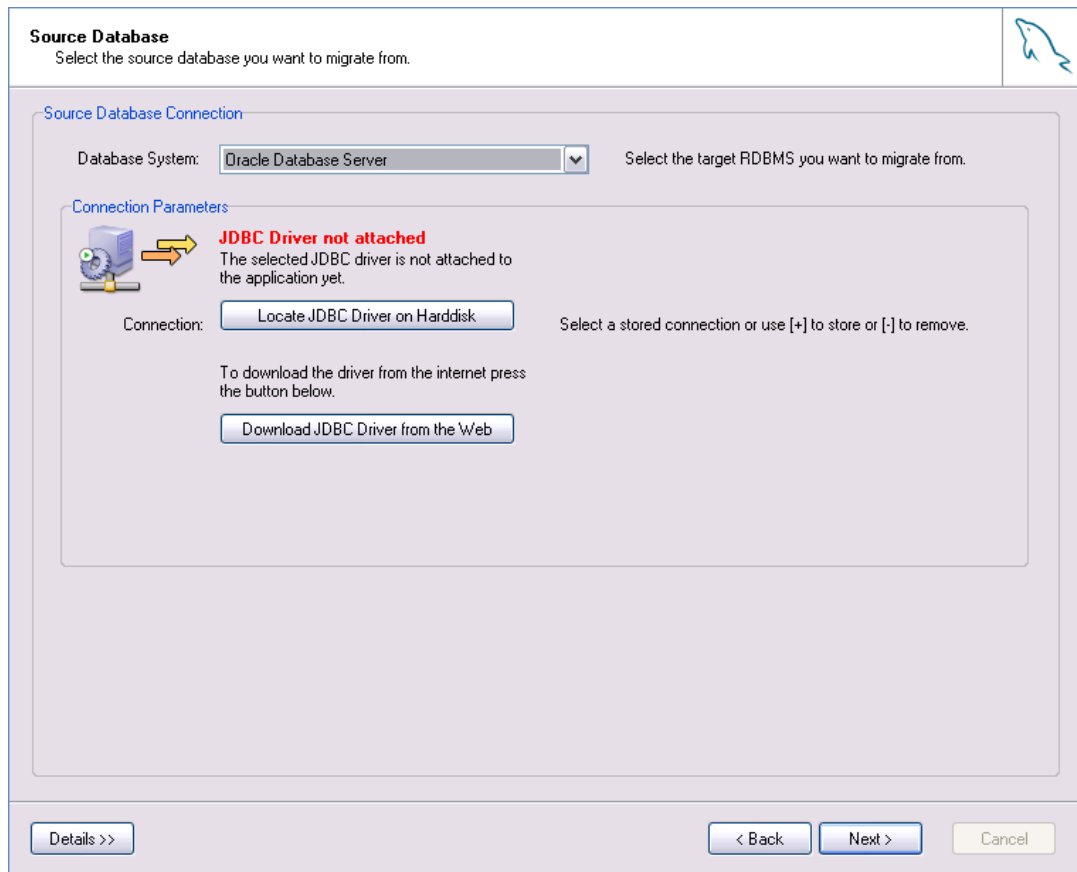 Source Database
Select the source database you want to migrate from.
Source Database Connection
Database System:
Oracle Database Server
Select the target RDBMS you want to migrate from.
Connection Parameters
JDBC Driver not attached
The selected JDBC driver is not attached to
the application yet.
Connection:
Locate JDBC Driver on Harddisk
Select a stored connection or use [+] to store or [-] to remove.
To download the driver from the internet press
the button below.
Download JDBC Driver from the Web
Details >>
< Back
Next >
Cancel